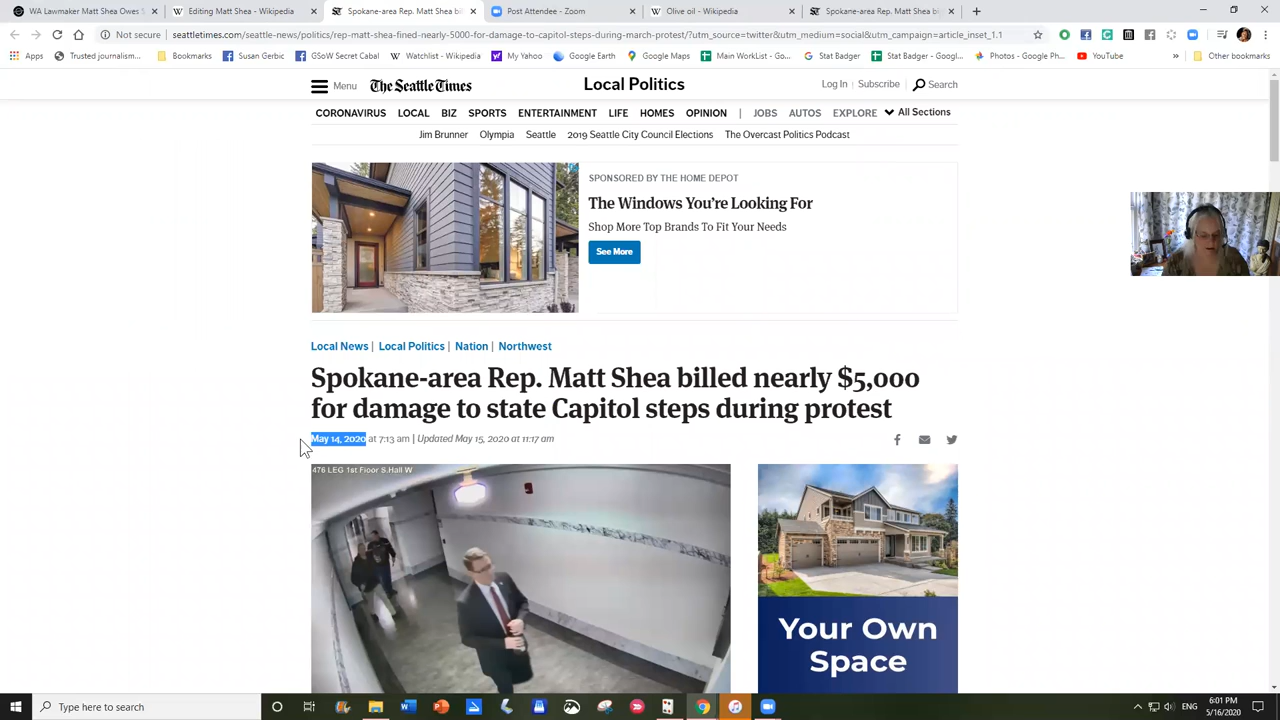 WA Lawmaker Matt Shea Owes S
Editing Matt Shea - Wikipedia
Spokane-area Rep. Matt Shea bil
Post Attendee - Zoom
Olive oil - Wikipedia
Spokane-area Rep. Matt Shea bil
Not secure | seattletimes.com/seattle-news/politics/rep-matt-shea-fined-nearly-5000-for-damage-to-capitol-steps-during-march-protest/?utm_source=twitter&utm_medium=social&utm_campaign=article_inset_1.1
Apps
Trusted journalism...
Bookmarks
Susan Gerbic
GSoW Secret Cabal
Watchlist - Wikipedia
My Yahoo
Google Earth
Google Maps
Main WorkList - Go...
Stat Badger
Stat Badger - Googl...
Photos - Google Ph...
YouTube
»
Other bookmarks
Menu
The Seattle Times
Local Politics
Log In | Subscribe
Search
CORONAVIRUS LOCAL BIZ SPORTS ENTERTAINMENT LIFE HOMES OPINION | JOBS AUTOS EXPLORE All Sections
Jim Brunner Olympia Seattle 2019 Seattle City Council Elections The Overcast Politics Podcast
SPONSORED BY THE HOME DEPOT
The Windows You're Looking For
Shop More Top Brands To Fit Your Needs
See More
Local News | Local Politics | Nation | Northwest
Spokane-area Rep. Matt Shea billed nearly $5,000
for damage to state Capitol steps during protest
May 14, 2020 at 7:13 am | Updated May 15, 2020 at 11:17 am
476 LEG 1st Floor S.Hall W
Your Own
Space
Type here to search
ENG
6:01 PM
5/16/2020